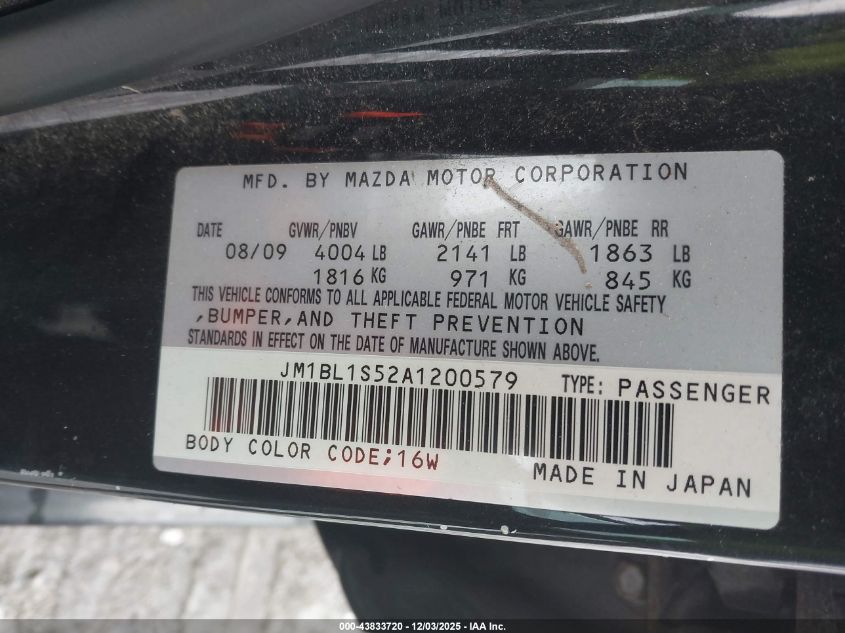 MFD. BY MAZDA MOTOR CORPORATION
DATE GVWR/PNBV GAWR/PNBE FRT GAWR/PNBE RR
08/09 4004 LB 2141 LB 1863 LB
1816 KG 971 KG 845 KG
THIS VEHICLE CONFORMS TO ALL APPLICABLE FEDERAL MOTOR VEHICLE SAFETY
,BUMPER,AND THEFT PREVENTION
STANDARDS IN EFFECT ON THE DATE OF MANUFACTURE SHOWN ABOVE.
JM1BL1S52A1200579 TYPE: PASSENGER
BODY COLOR CODE;16W
MADE IN JAPAN
000-43833720 - 12/03/2025 - IAA Inc.